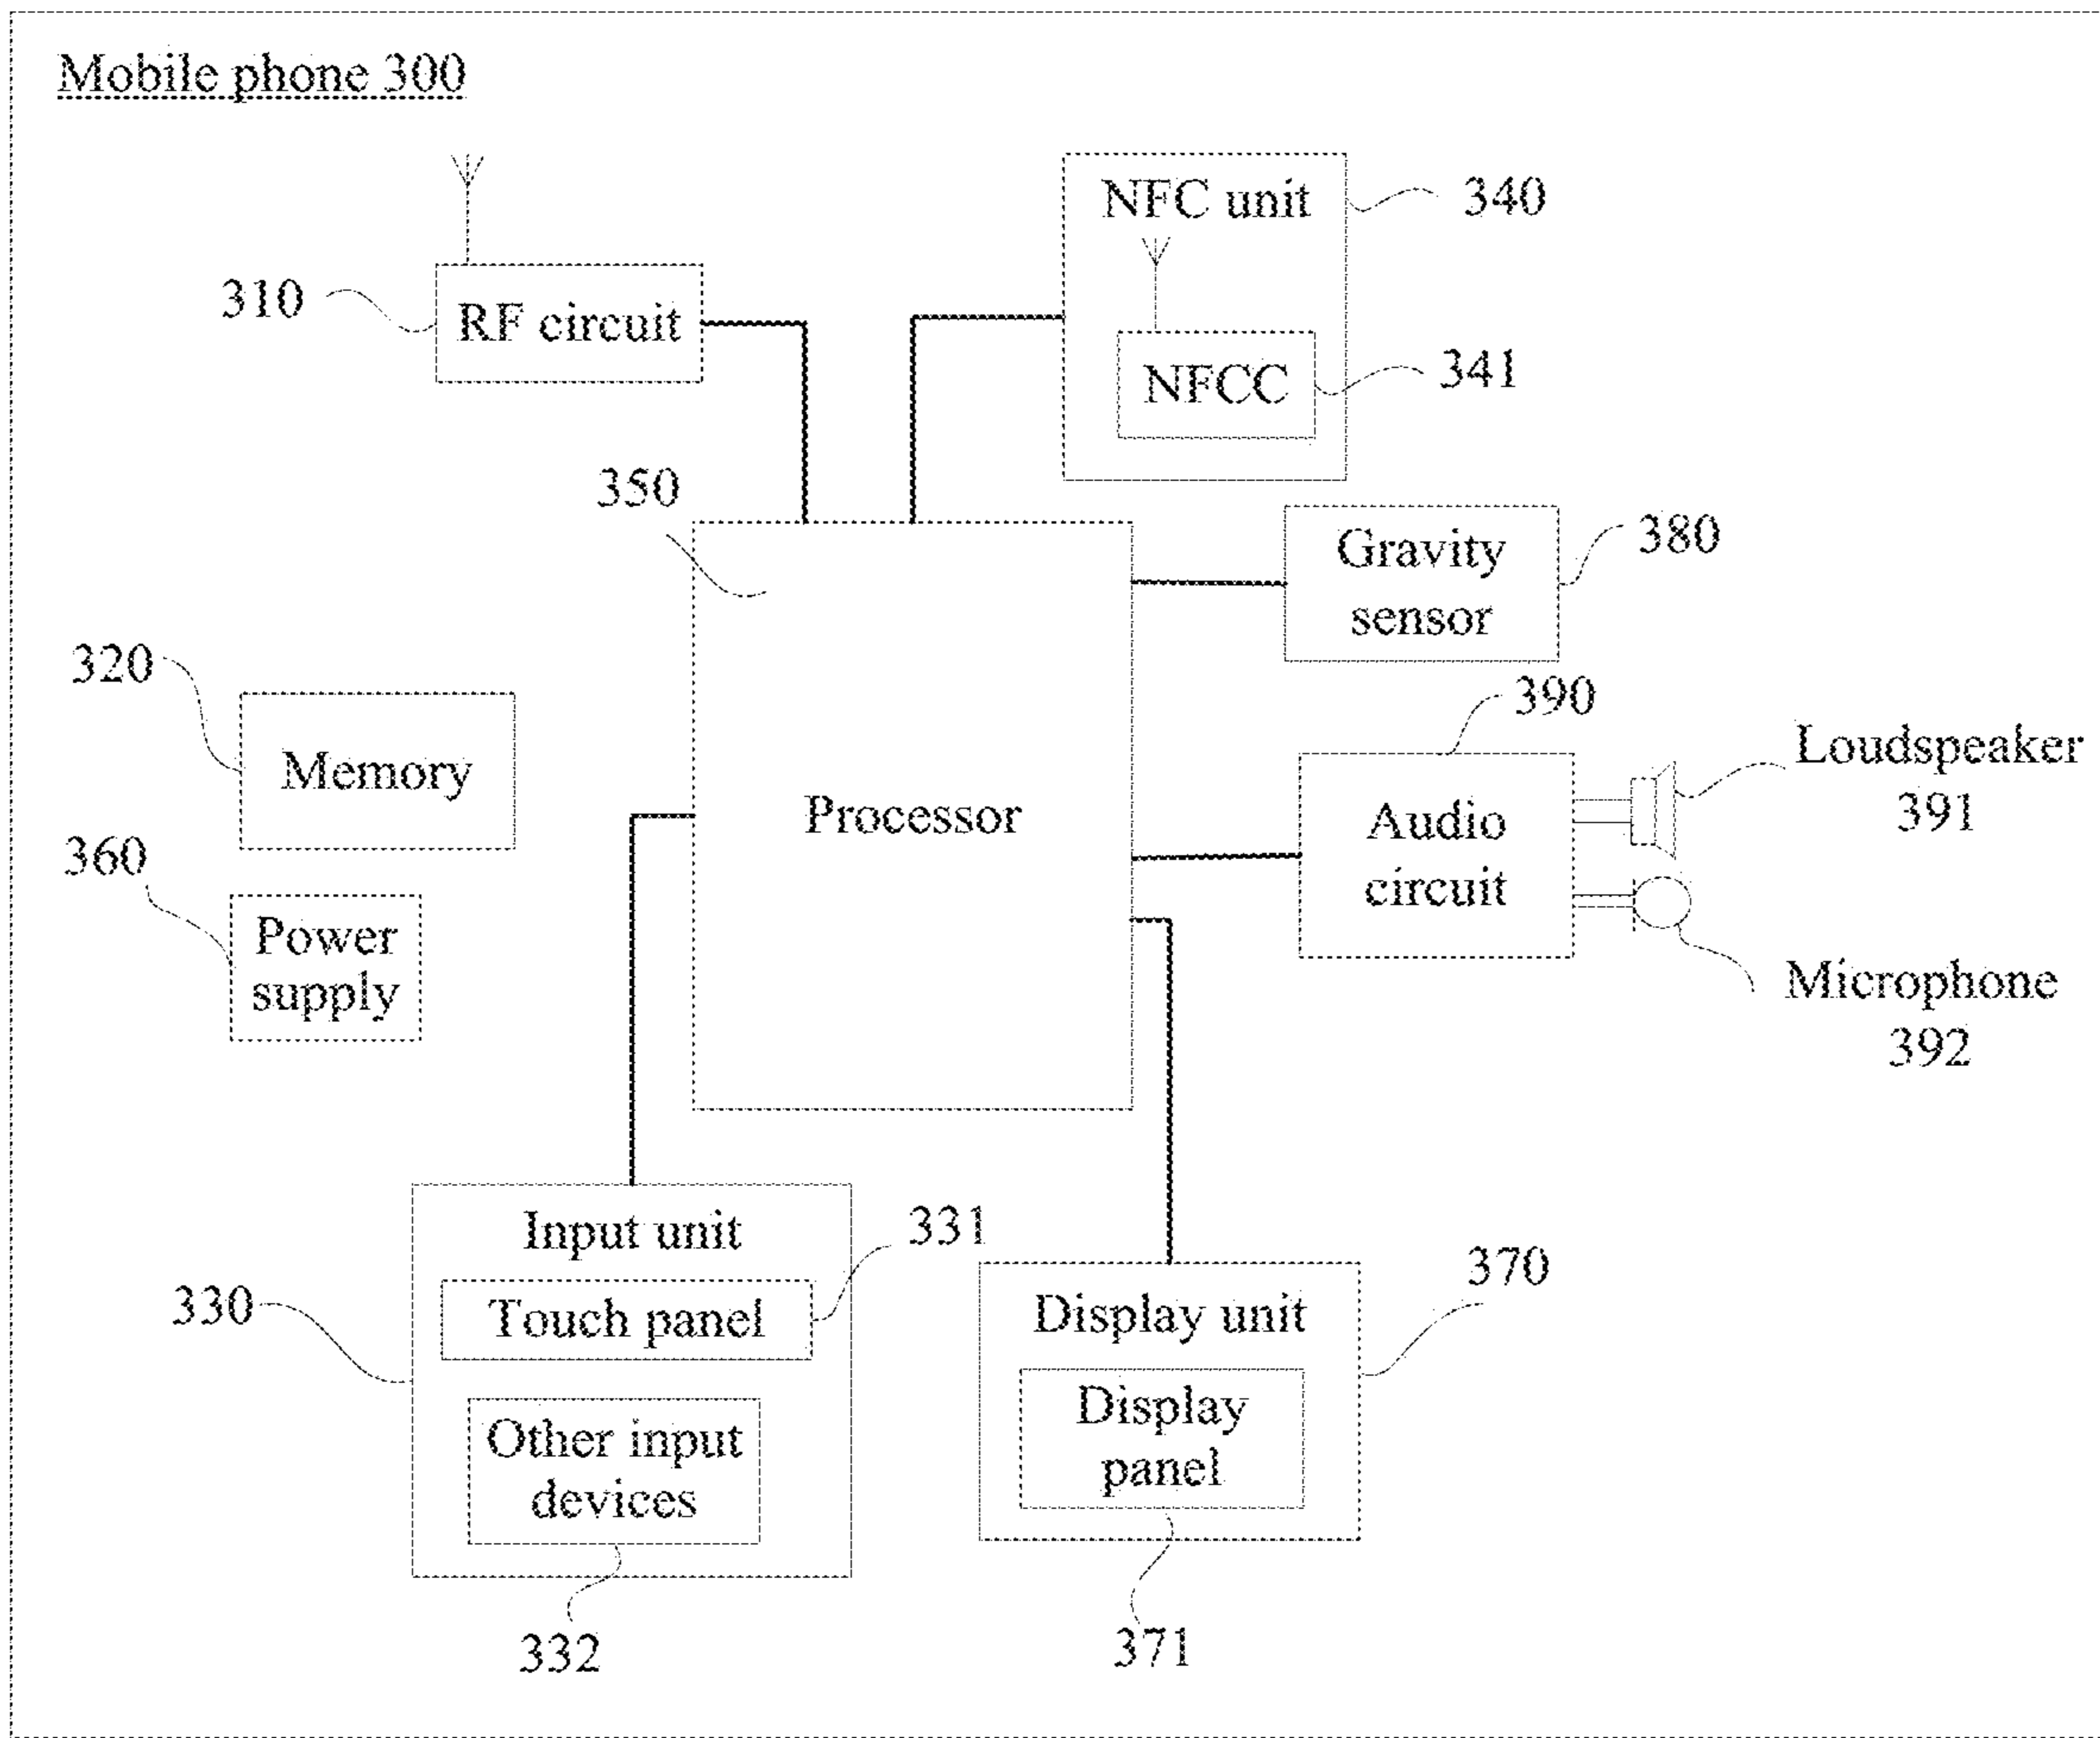 Mobile phone 300
NFC unit
340
310
RF circuit
NFCC
341
350
Gravity
sensor
380
320
Memory
390
Loudspeaker
391
Processor
Audio
circuit
360
Power
supply
Microphone
392
Input unit
331
330
Touch panel
Other input
devices
332
370
Display unit
Display
panel
371